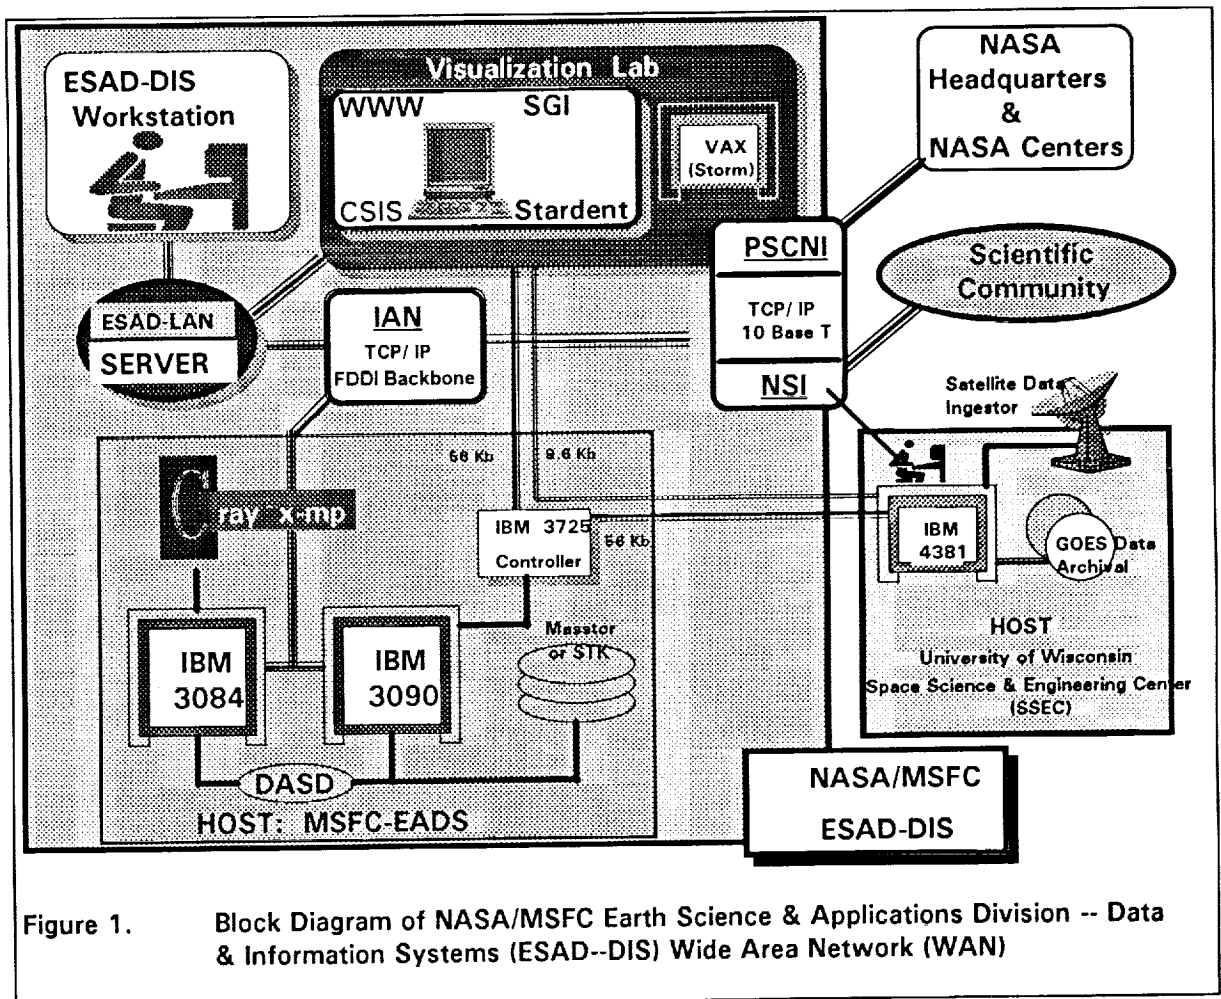 ESAD-DIS
Workstation
Visualization Lab
WWW
SGI
CSIS
Stardent
VAX
(Storm)
NASA
Headquarters
&
NASA Centers
PSCNI
TCP/ IP
10 Base T
NSI
Scientific
Community
ESAD-LAN
SERVER
IAN
TCP/ IP
FDDI Backbone
Satellite Data
Ingestor
56 Kb
9.6 Kb
Cray x-mp
IBM 3725
Controller
56 Kb
IBM
4381
GOES Data
Archival
HOST
University of Wisconsin
Space Science & Engineering Center
(SSEC)
IBM
3084
IBM
3090
Masstor
or STK
DASD
HOST: MSFC-EADS
NASA/MSFC
ESAD-DIS
Figure 1. Block Diagram of NASA/MSFC Earth Science & Applications Division -- Data
& Information Systems (ESAD--DIS) Wide Area Network (WAN)